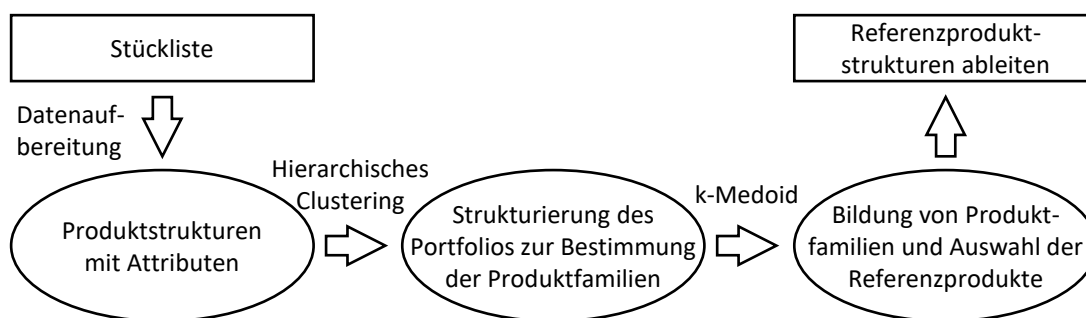 Stückliste
Datenauf-
bereitung
Produktstrukturen
mit Attributen
Hierarchisches
Clustering
Strukturierung des
Portfolios zur Bestimmung
der Produktfamilien
k-Medoid
Bildung von Produkt-
familien und Auswahl der
Referenzprodukte
Referenzprodukt-
strukturen ableiten